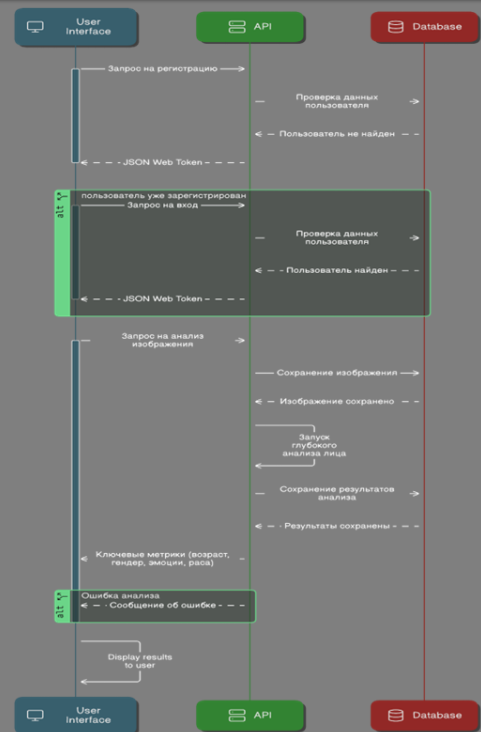 User
Interface
API
Database
Запрос на регистрацию
Проверка данных
пользователя
Пользователь не найден
JSON Web Token
alt
пользователь уже зарегистрирован
Запрос на вход
Проверка данных
пользователя
Пользователь найден
JSON Web Token
Запрос на анализ
изображения
Сохранение изображения
Изображение сохранено
Запуск
глубокого
анализа лица
Сохранение результатов
анализа
Результаты сохранены
Ключевые метрики (возраст,
гендер, эмоции, раса)
alt
Ошибка анализа
Сообщение об ошибке
Display results
to user
User
Interface
API
Database